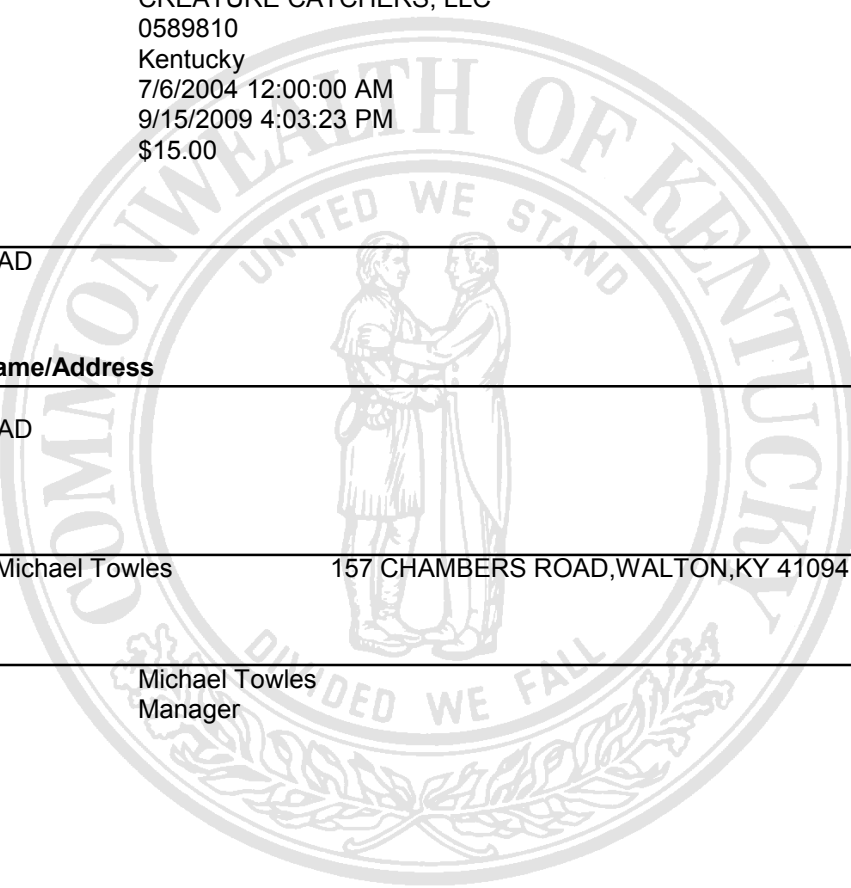 CREATURE CATCHERS, LLC
0589810
Kentucky
7/6/2004 12:00:00 AM
9/15/2009 4:03:23 PM
$15.00
AD
ame/Address
AD
Michael Towles 157 CHAMBERS ROAD,WALTON,KY 41094
Michael Towles
Manager
COMMONWEALTH OF KENTUCKY
UNITED WE STAND
DIVIDED WE FALL